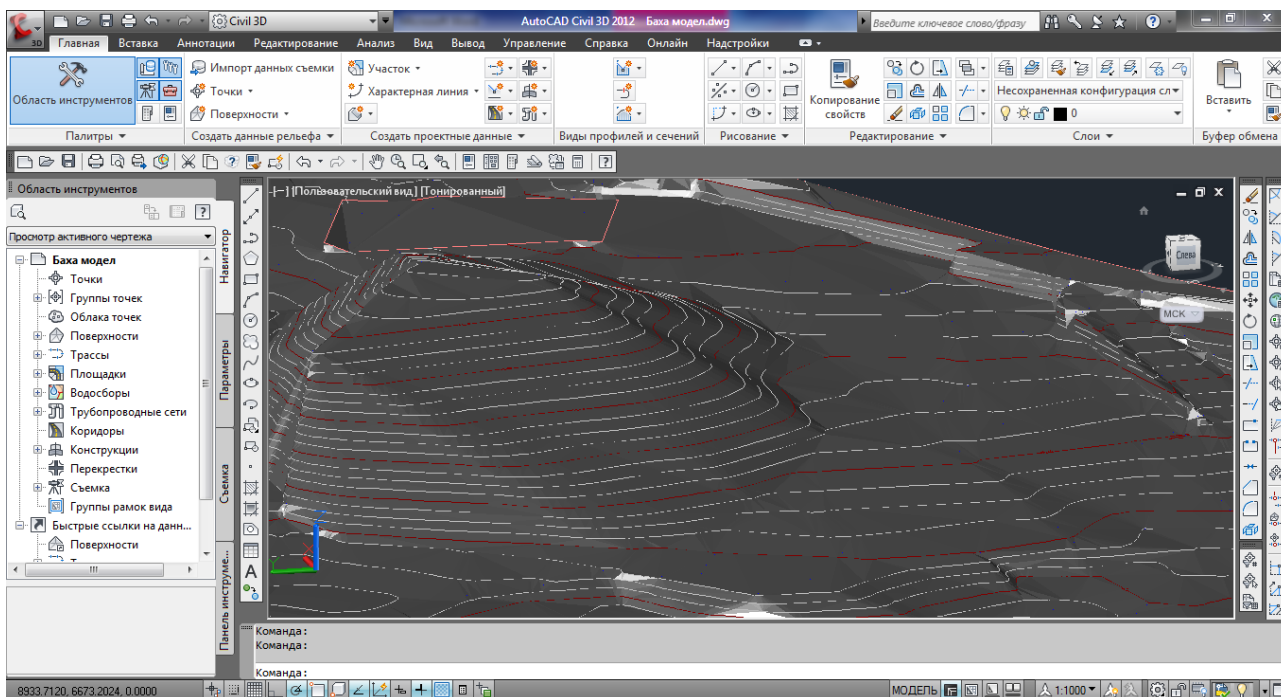 Civil 3D
AutoCAD Civil 3D 2012 Баха модел.dwg
Введите ключевое слово/фразу
3D
Главная Вставка Аннотации Редактирование Анализ Вид Вывод Управление Справка Онлайн Надстройки
Область инструментов
Импорт данных съемки
Точки
Поверхности
Участок
Характерная линия
Копирование свойств
Несохраненная конфигурация сл
0
Вставить
Палитры
Создать данные рельефа
Создать проектные данные
Виды профилей и сечений
Рисование
Редактирование
Слои
Буфер обмена
Область инструментов
Просмотр активного чертежа
Баха модел
Точки
Группы точек
Облака точек
Поверхности
Трассы
Площадки
Водосборы
Трубопроводные сети
Коридоры
Конструкции
Перекрестки
Съемка
Группы рамок вида
Быстрые ссылки на данн...
Поверхности
Навигатор
Параметры
Съемка
Панель инструме...
[–] [Пользовательский вид] [Тонированный]
Слева
МСК
Команда:
Команда:
Команда:
8933.7120, 6673.2024, 0.0000
МОДЕЛЬ
1:1000